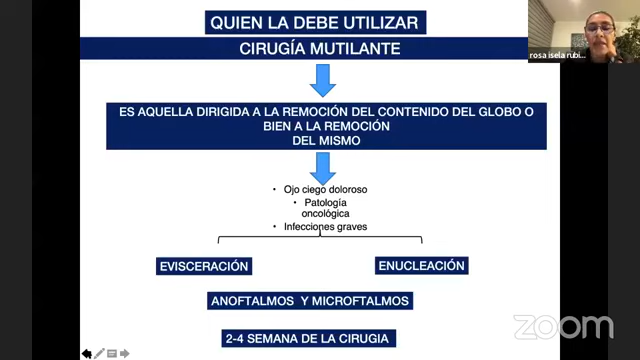 QUIEN LA DEBE UTILIZAR
CIRUGÍA MUTILANTE
ES AQUELLA DIRIGIDA A LA REMOCIÓN DEL CONTENIDO DEL GLOBO O
BIEN A LA REMOCIÓN
DEL MISMO
• Ojo ciego doloroso
• Patología
oncológica
• Infecciones graves
EVISCERACIÓN
ENUCLEACIÓN
ANOFTALMOS Y MICROFTALMOS
2-4 SEMANA DE LA CIRUGIA
rosa isela rubi...
zoom